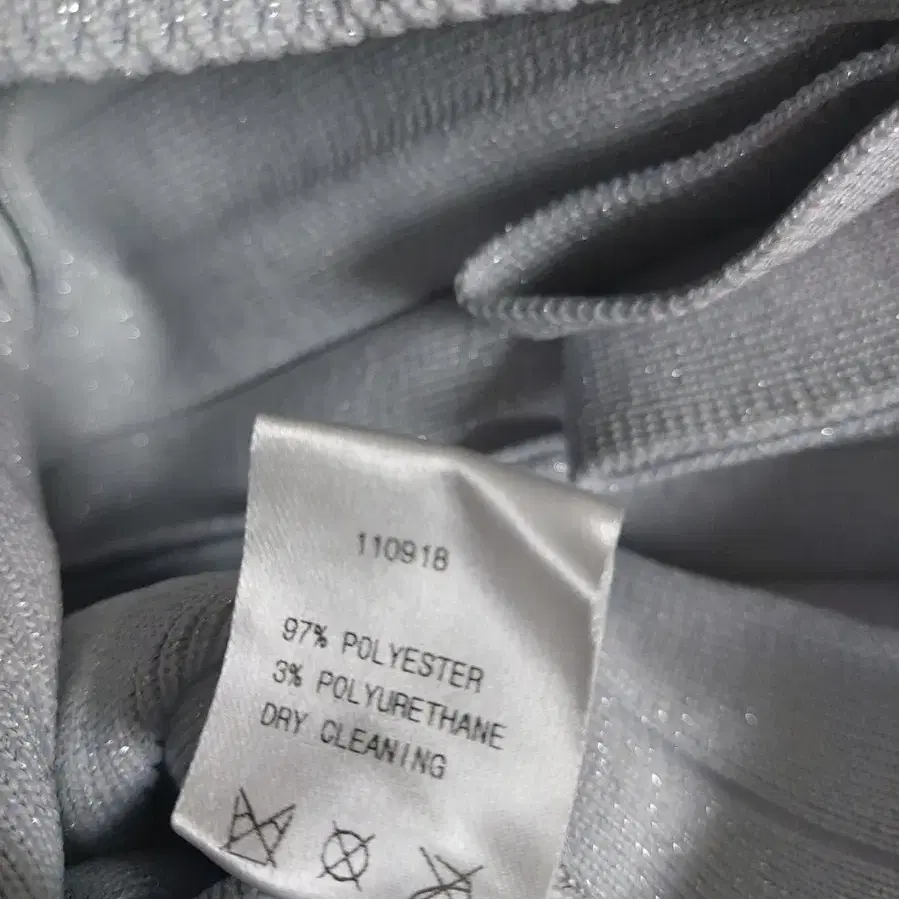 110918
97% POLYESTER
3% POLYURETHANE
DRY CLEANING